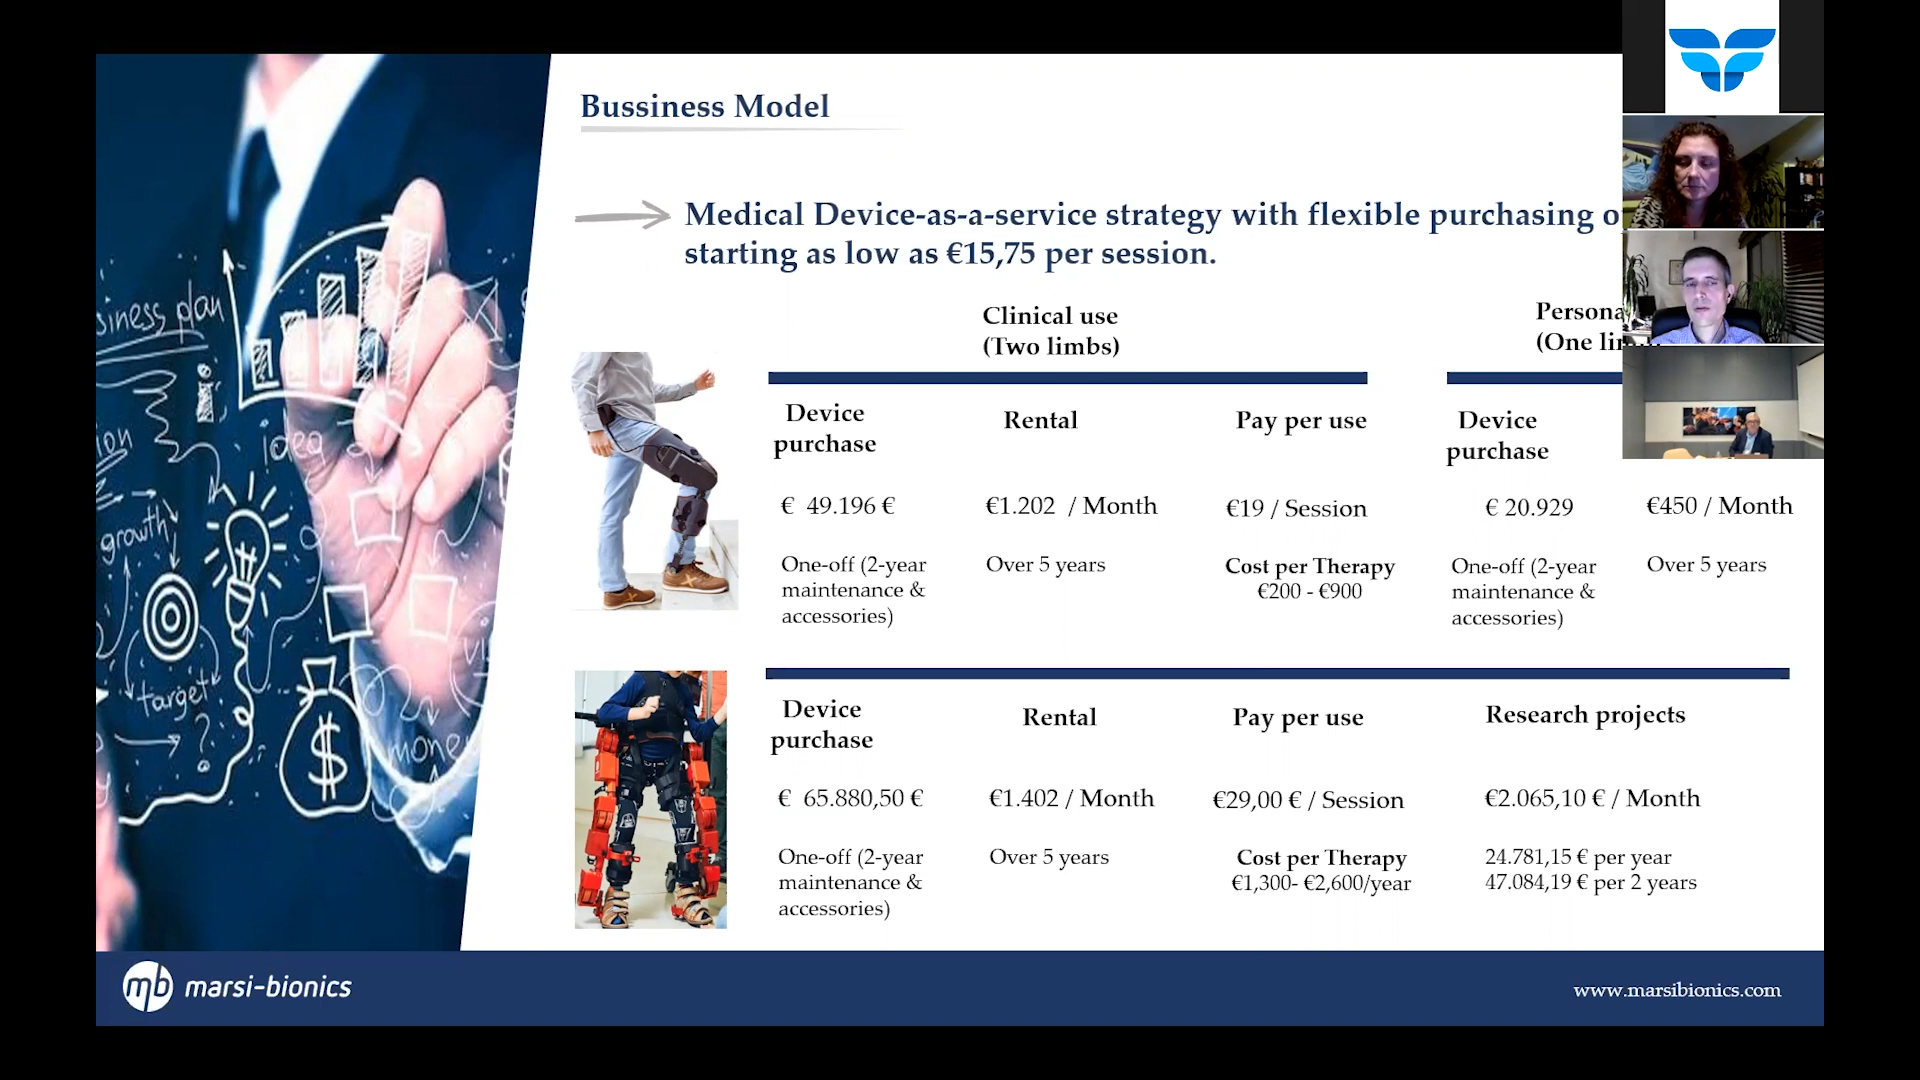 Bussiness Model
Medical Device-as-a-service strategy with flexible purchasing
starting as low as €15,75 per session.
Clinical use
(Two limbs)
Device
purchase
Rental
Pay per use
Device
purchase
€ 49.196 €
€1.202 / Month
€19 / Session
€ 20.929
€450 / Month
One-off (2-year
maintenance &
accessories)
Over 5 years
Cost per Therapy
€200 - €900
One-off (2-year
maintenance &
accessories)
Over 5 years
Device
purchase
Rental
Pay per use
Research projects
€ 65.880,50 €
€1.402 / Month
€29,00 € / Session
€2.065,10 € / Month
One-off (2-year
maintenance &
accessories)
Over 5 years
Cost per Therapy
€1,300- €2,600/year
24.781,15 € per year
47.084,19 € per 2 years
plan
idea
growth
target
?
$
money
mb marsi-bionics
www.marsibionics.com